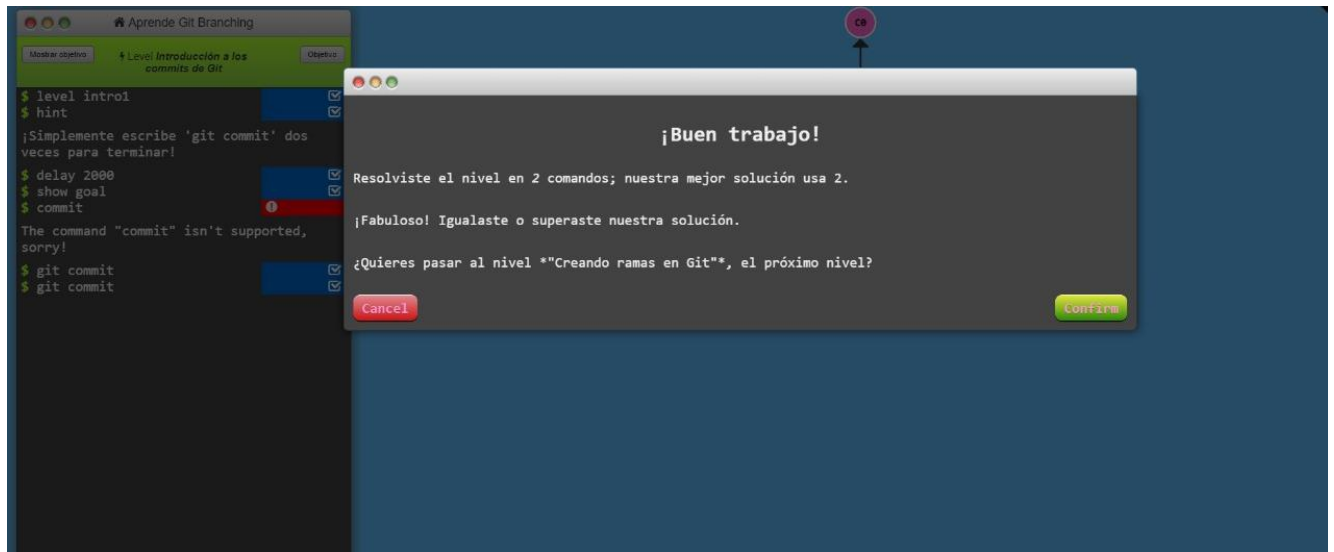 Aprende Git Branching
Mostrar objetivo
Level Introducción a los
commits de Git
Objetivo
$ level intro1
$ hint
¡Simplemente escribe 'git commit' dos
veces para terminar!
$ delay 2000
$ show goal
$ commit
The command "commit" isn't supported,
sorry!
$ git commit
$ git commit
C0
¡Buen trabajo!
Resolviste el nivel en 2 comandos; nuestra mejor solución usa 2.
¡Fabuloso! Igualaste o superaste nuestra solución.
¿Quieres pasar al nivel *"Creando ramas en Git"*, el próximo nivel?
Cancel
Confirm